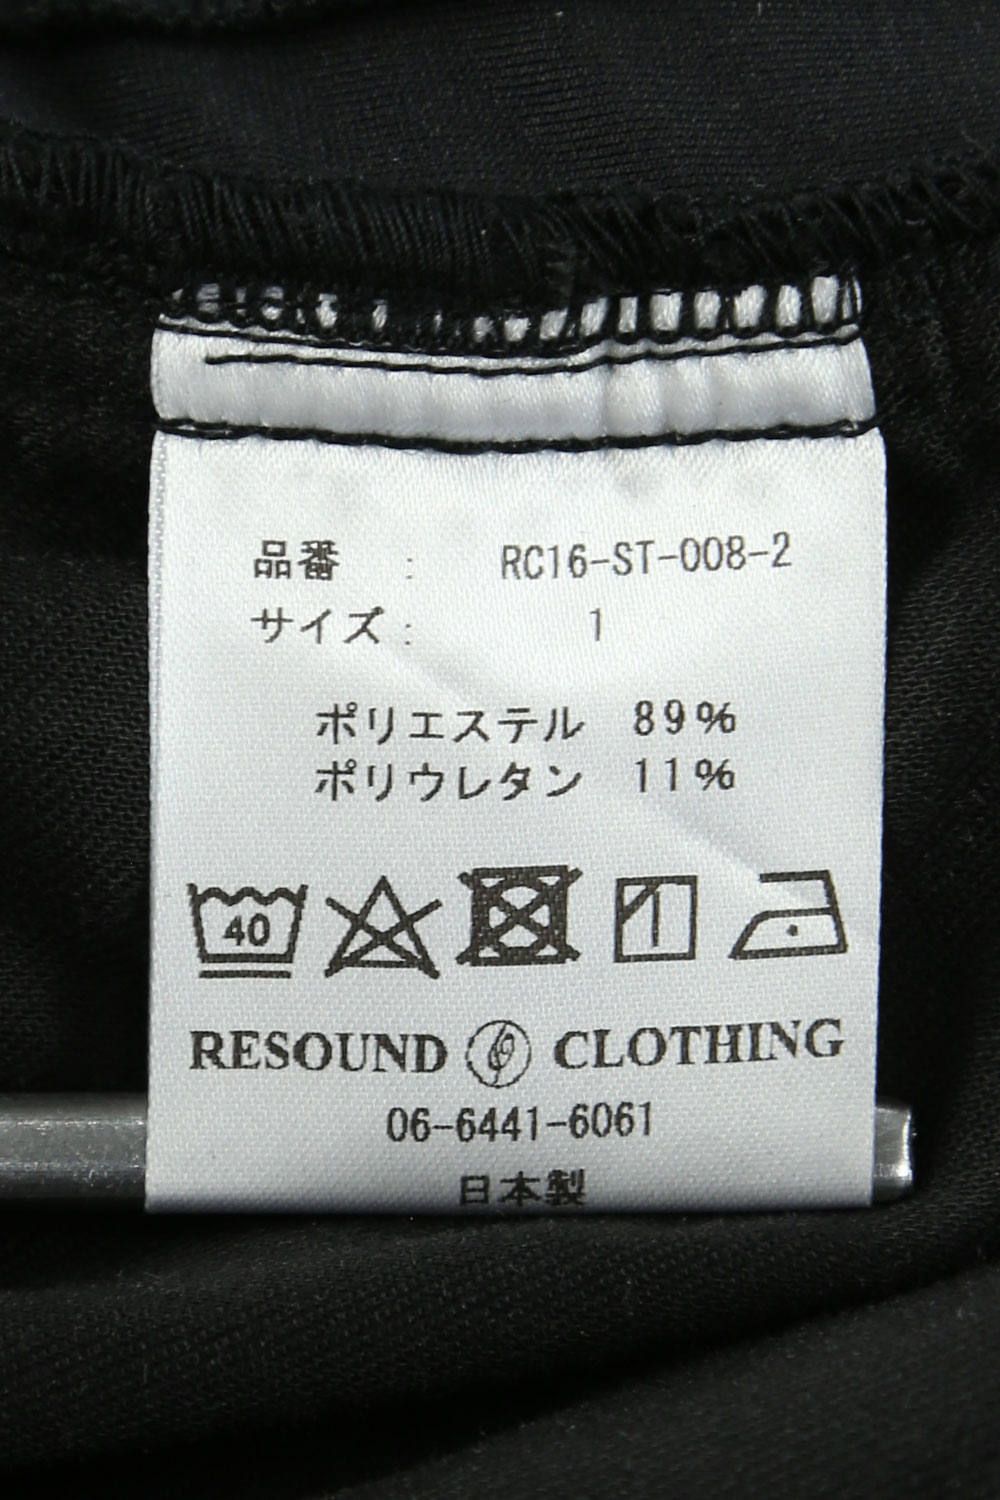 品番 : RC16-ST-008-2
サイズ: 1
ポリエステル 89%
ポリウレタン 11%
40
RESOUND CLOTHING
06-6441-6061
日本製